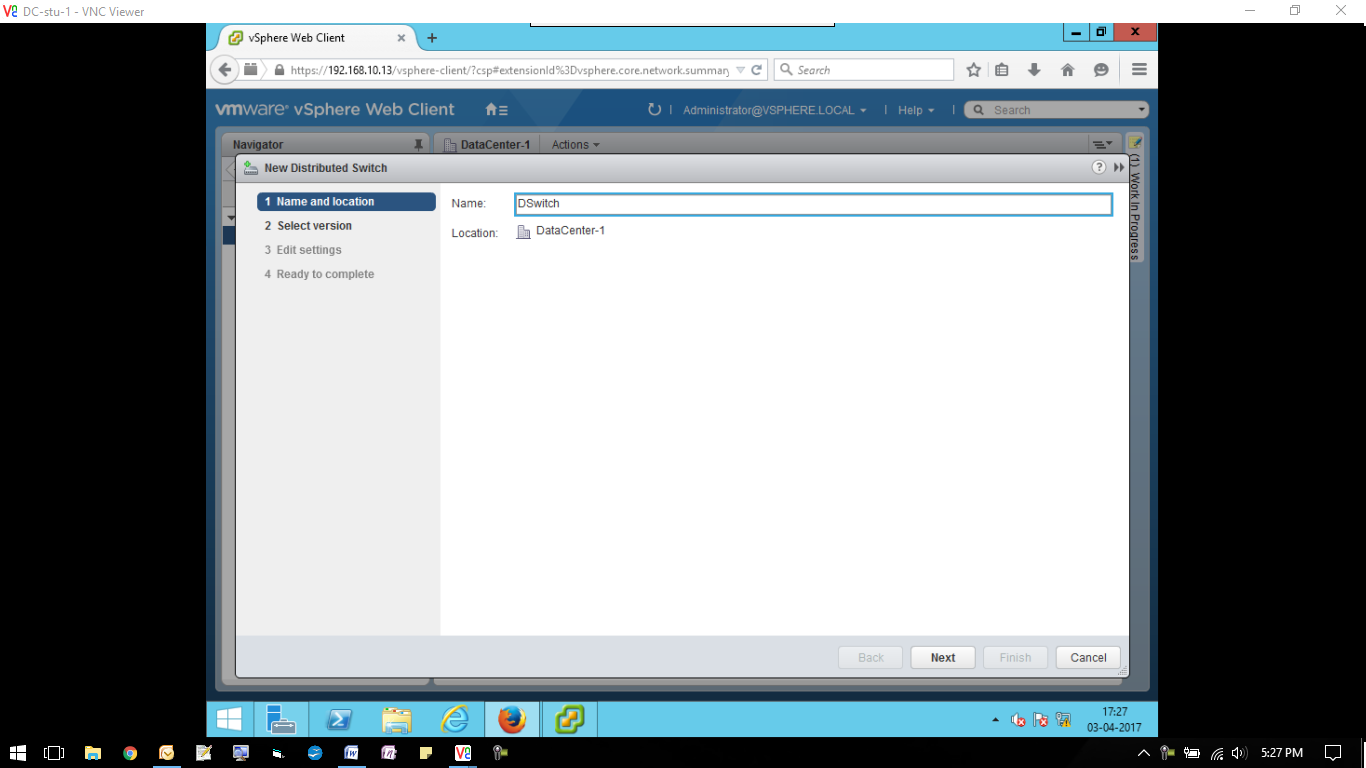 DC-stu-1 - VNC Viewer
vSphere Web Client
https://192.168.10.13/vsphere-client/?csp#extensionId%3Dvsphere.core.network.summary
Search
vmware® vSphere Web Client
Administrator@VSPHERE.LOCAL
Help
Search
Navigator
DataCenter-1
Actions
(1) Work In Progress
New Distributed Switch
1 Name and location
2 Select version
3 Edit settings
4 Ready to complete
Name:
DSwitch
Location:
DataCenter-1
Back
Next
Finish
Cancel
17:27
03-04-2017
5:27 PM